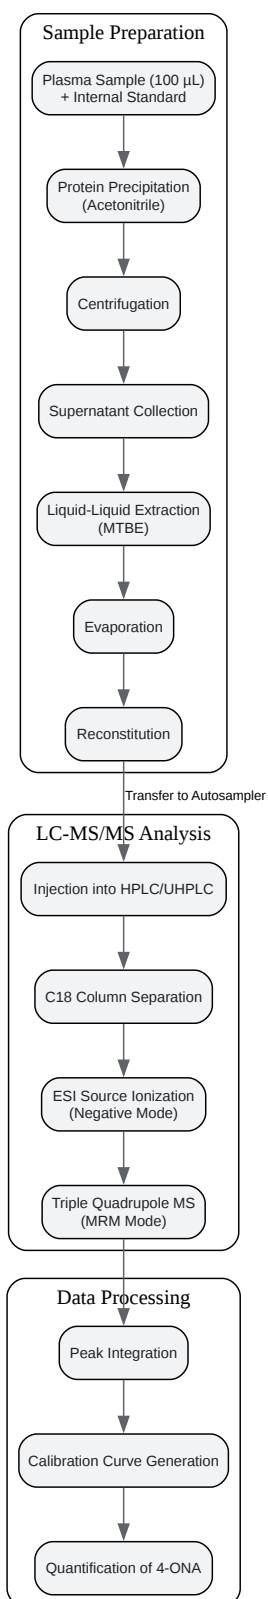 Sample Preparation
Plasma Sample (100 µL)
+ Internal Standard
Protein Precipitation
(Acetonitrile)
Centrifugation
Supernatant Collection
Liquid-Liquid Extraction
(MTBE)
Evaporation
Reconstitution
Transfer to Autosampler
LC-MS/MS Analysis
Injection into HPLC/UHPLC
C18 Column Separation
ESI Source Ionization
(Negative Mode)
Triple Quadrupole MS
(MRM Mode)
Data Processing
Peak Integration
Calibration Curve Generation
Quantification of 4-ONA